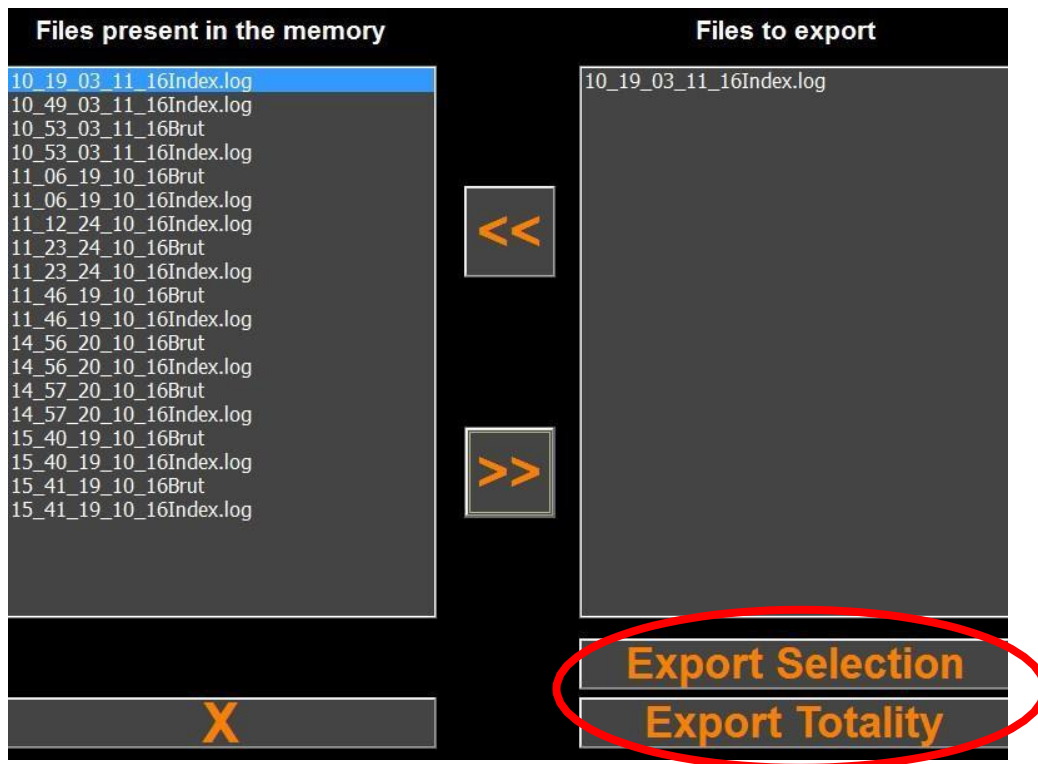 Files present in the memory
10_19_03_11_16Index.log
10_49_03_11_16Index.log
10_53_03_11_16Brut
10_53_03_11_16Index.log
11_06_19_10_16Brut
11_06_19_10_16Index.log
11_12_24_10_16Index.log
11_23_24_10_16Brut
11_23_24_10_16Index.log
11_46_19_10_16Brut
11_46_19_10_16Index.log
14_56_20_10_16Brut
14_56_20_10_16Index.log
14_57_20_10_16Brut
14_57_20_10_16Index.log
15_40_19_10_16Brut
15_40_19_10_16Index.log
15_41_19_10_16Brut
15_41_19_10_16Index.log
X
<<
>>
Files to export
10_19_03_11_16Index.log
Export Selection
Export Totality